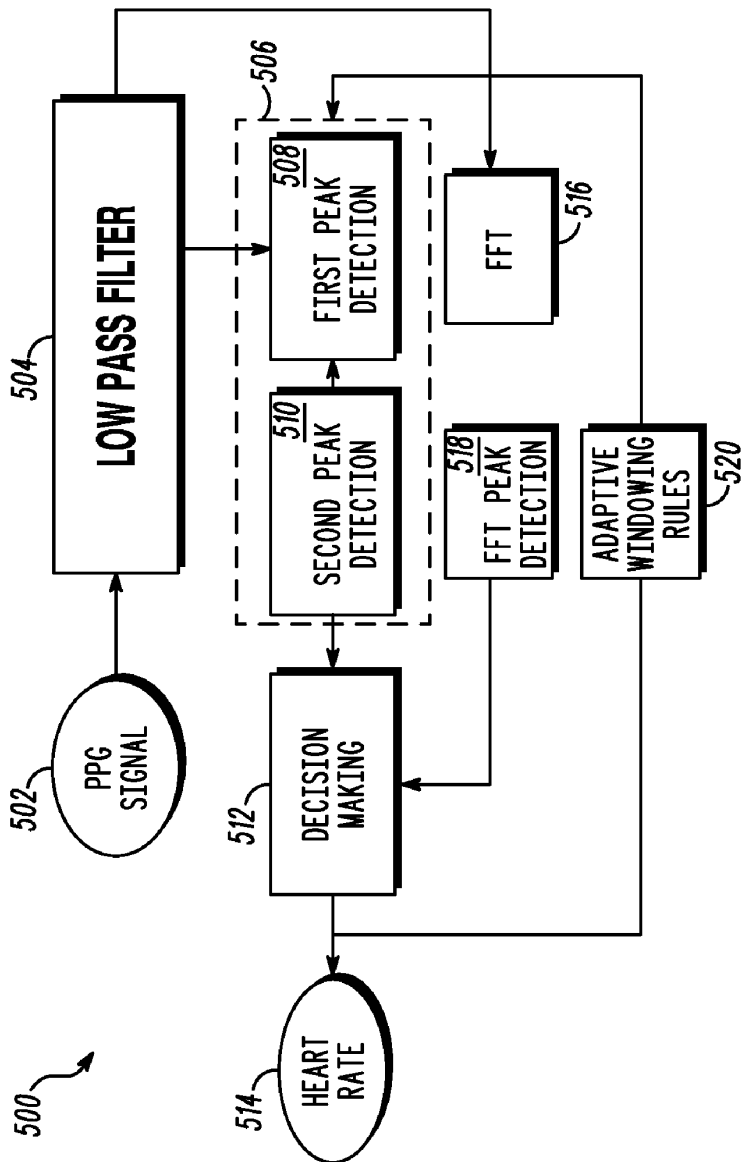 500
502
PPG
SIGNAL
504
LOW PASS FILTER
506
508
FIRST PEAK
DETECTION
510
SECOND PEAK
DETECTION
512
DECISION
MAKING
514
HEART
RATE
516
FFT
518
FFT PEAK
DETECTION
ADAPTIVE
WINDOWING
RULES
520